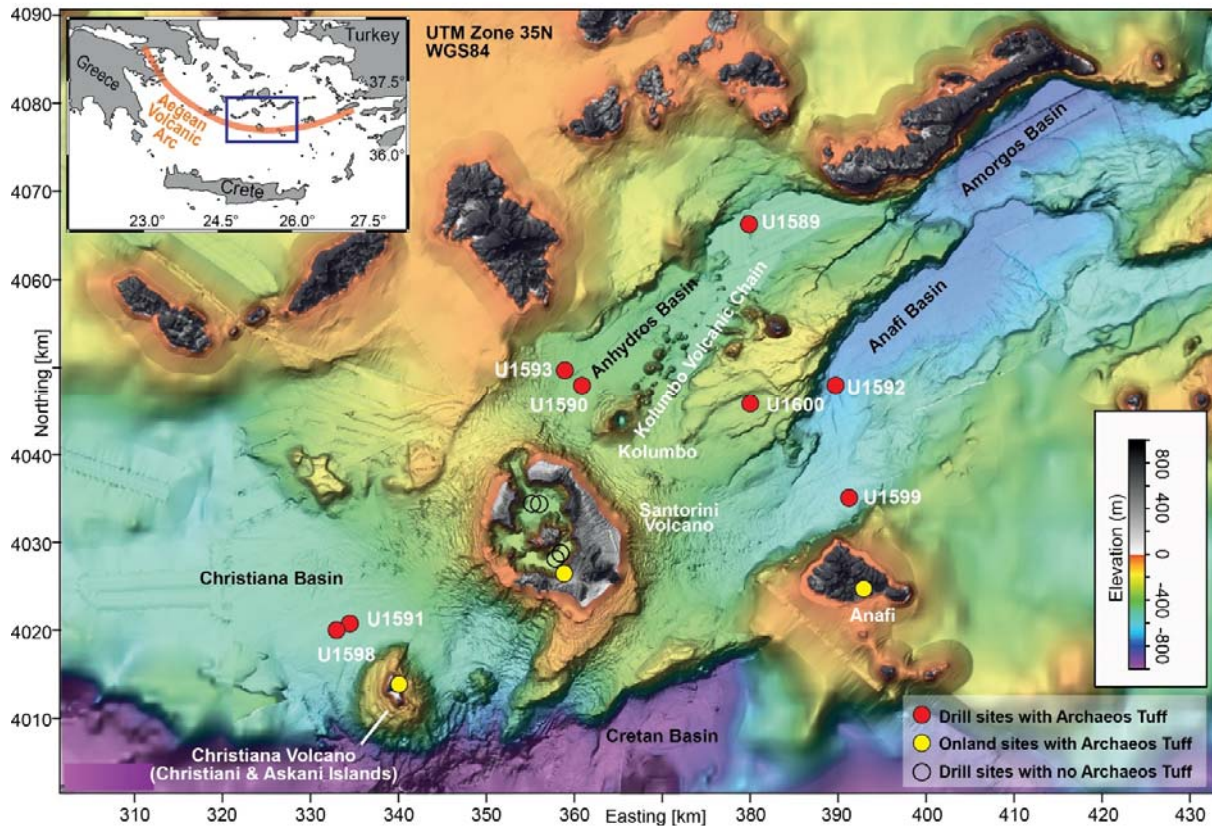 4090
4080
4070
4060
4050
4040
4030
4020
4010
Northing [km]
UTM Zone 35N
WGS84
Turkey
Greece
37.5°
Aegean
Volcanic
Arc
36.0°
Crete
23.0° 24.5° 26.0° 27.5°
Amorgos Basin
U1589
Anafi Basin
Anhydros Basin
Kolumbo Volcanic Chain
U1593
U1590
U1592
U1600
Kolumbo
U1599
Santorini
Volcano
Christiana Basin
Anafi
U1591
U1598
Christiana Volcano
(Christiani & Askani Islands)
Cretan Basin
Elevation (m)
800
400
0
-400
-800
Drill sites with Archaeos Tuff
Onland sites with Archaeos Tuff
Drill sites with no Archaeos Tuff
310 320 330 340 350 360 370 380 390 400 410 420 430
Easting [km]